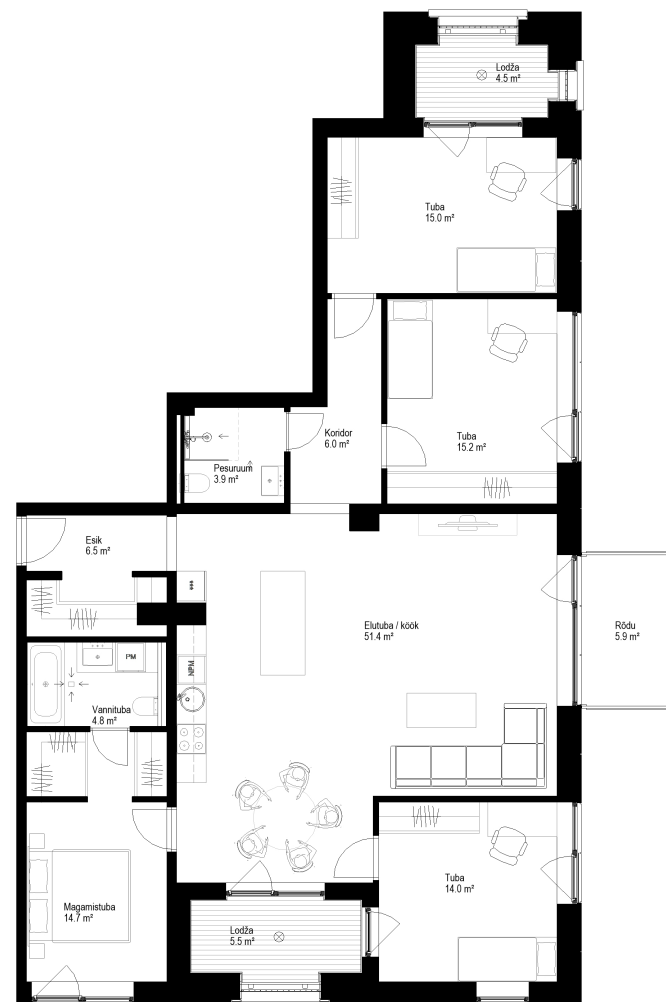 Lodža
4.5 m²
Tuba
15.0 m²
Koridor
6.0 m²
Tuba
15.2 m²
Pesuruum
3.9 m²
Esik
6.5 m²
Elutuba / köök
51.4 m²
Rõdu
5.9 m²
PM
NPM
Vannituba
4.8 m²
Magamistuba
14.7 m²
Tuba
14.0 m²
Lodža
5.5 m²